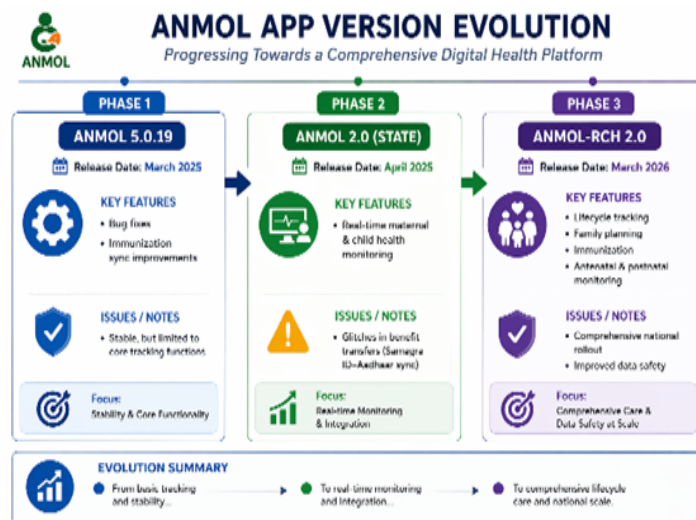 ANMOL APP VERSION EVOLUTION
Progressing Towards a Comprehensive Digital Health Platform
ANMOL
PHASE 1
ANMOL 5.0.19
Release Date: March 2025
KEY FEATURES
• Bug fixes
• Immunization
sync improvements
ISSUES / NOTES
• Stable, but limited to
core tracking functions
Focus:
Stability & Core Functionality
PHASE 2
ANMOL 2.0 (STATE)
Release Date: April 2025
KEY FEATURES
• Real-time maternal
& child health
monitoring
ISSUES / NOTES
• Glitches in benefit
transfers (Samagra
ID–Aadhaar sync)
Focus:
Real-time Monitoring
& Integration
PHASE 3
ANMOL-RCH 2.0
Release Date: March 2026
KEY FEATURES
• Lifecycle tracking
• Family planning
• Immunization
• Antenatal & postnatal
monitoring
ISSUES / NOTES
• Comprehensive national
rollout
• Improved data safety
Focus:
Comprehensive Care &
Data Safety at Scale
EVOLUTION SUMMARY
From basic tracking
and stability...
To real-time monitoring
and integration...
To comprehensive lifecycle
care and national scale.